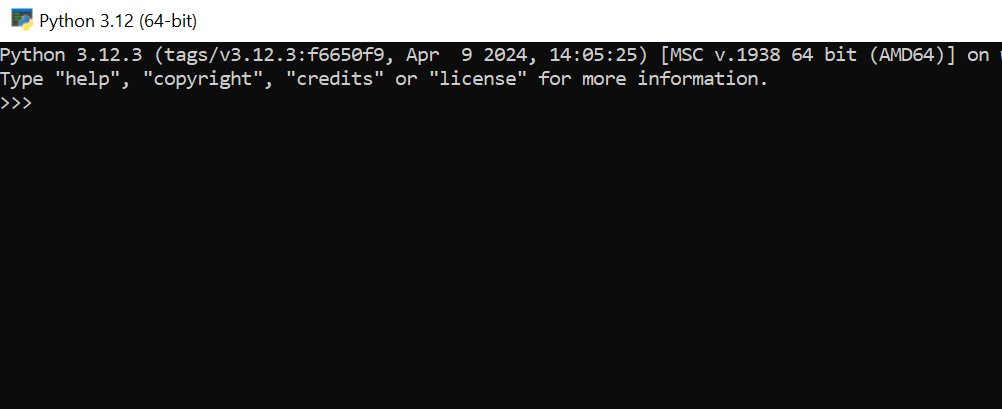 Python 3.12 (64-bit)
Python 3.12.3 (tags/v3.12.3:f6650f9, Apr  9 2024, 14:05:25) [MSC v.1938 64 bit (AMD64)] on
Type "help", "copyright", "credits" or "license" for more information.
>>>